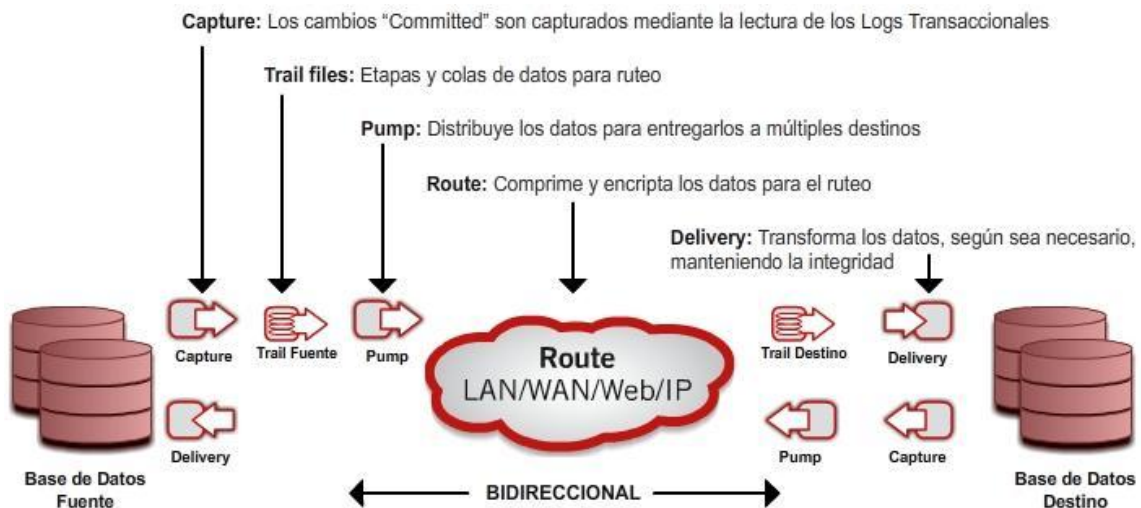 Capture: Los cambios “Committed” son capturados mediante la lectura de los Logs Transaccionales
Trail files: Etapas y colas de datos para ruteo
Pump: Distribuye los datos para entregarlos a múltiples destinos
Route: Comprime y encripta los datos para el ruteo
Delivery: Transforma los datos, según sea necesario,
manteniendo la integridad
Capture
Trail Fuente
Pump
Route
LAN/WAN/Web/IP
Trail Destino
Delivery
Delivery
Pump
Capture
Base de Datos
Fuente
BIDIRECCIONAL
Base de Datos
Destino